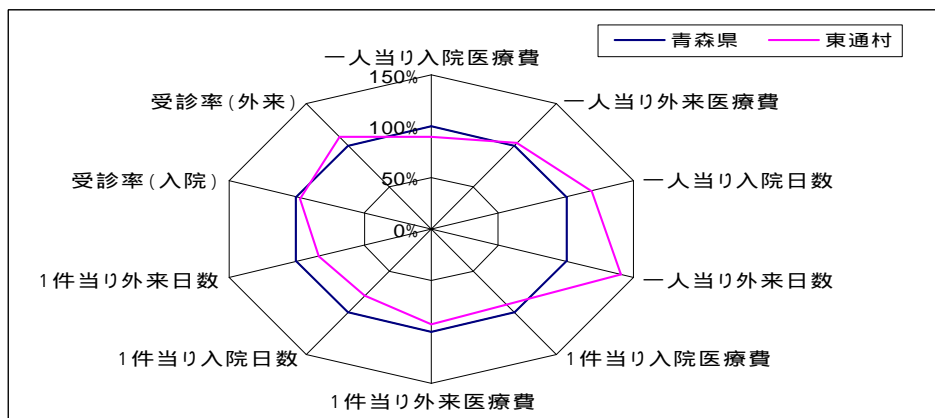 青森県 東通村
一人当り入院医療費
150%
一人当り外来医療費
受診率(外来)
100%
受診率(入院)
一人当り入院日数
50%
0%
1件当り外来日数
一人当り外来日数
1件当り入院日数
1件当り入院医療費
1件当り外来医療費